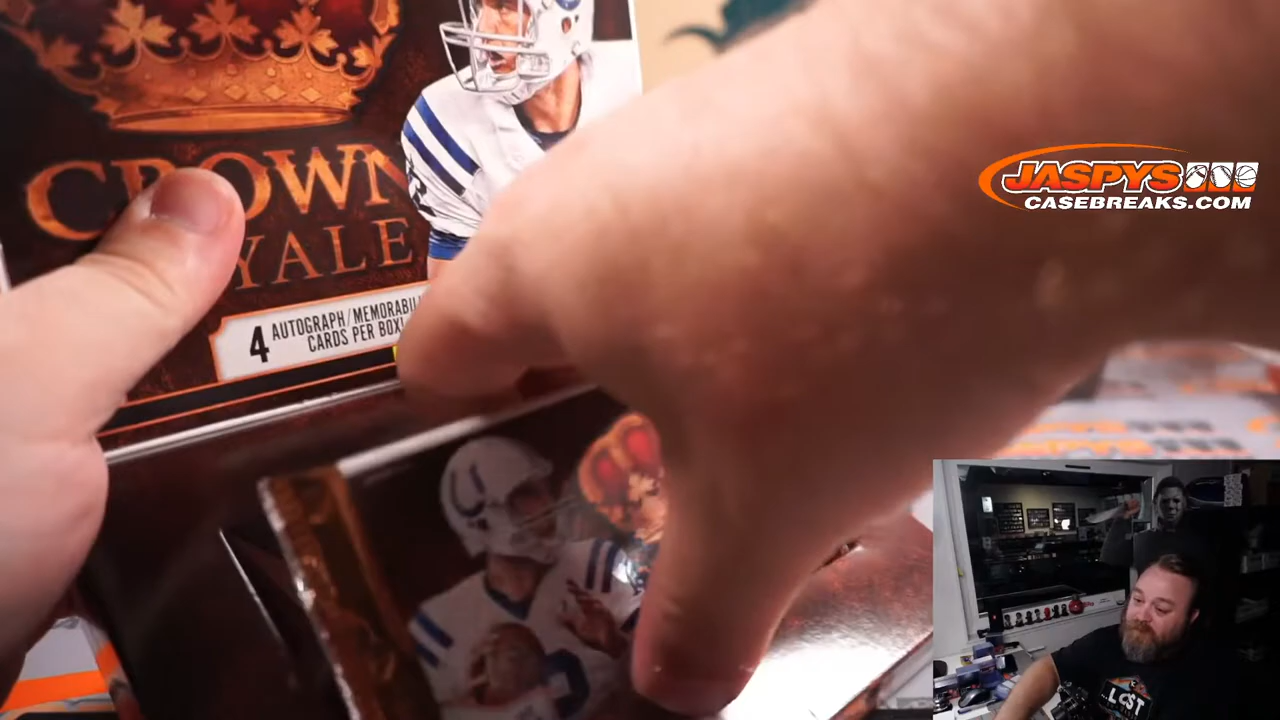 CROWN
YALE
4 AUTOGRAPH/MEMORABIL
CARDS PER BOX!
JASPYS
CASEBREAKS.COM
LOST